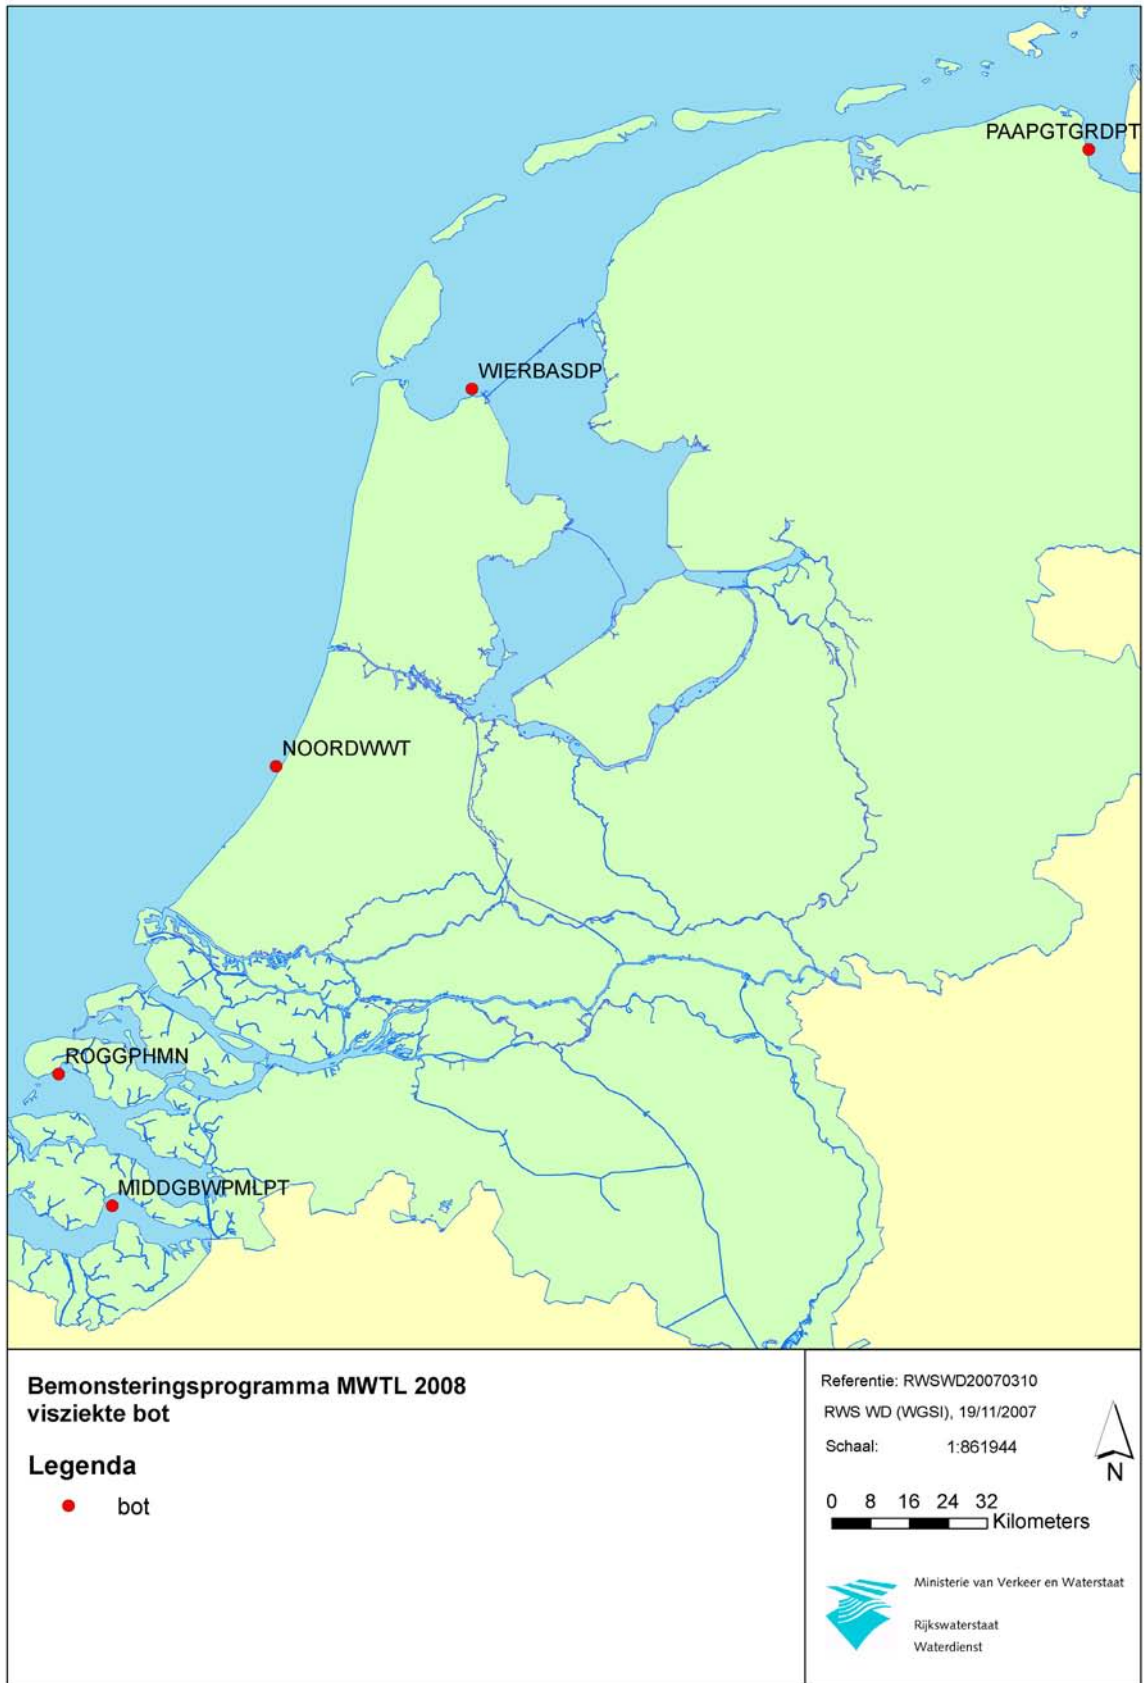 PAAPGTGRDPT
WIERBASDP
NOORDWWT
ROGGPHMN
MIDDGBWPMLPT
Bemonsteringsprogramma MWTL 2008
visziekte bot
Legenda
bot
Referentie: RWSWD20070310
RWS WD (WGSI), 19/11/2007
Schaal: 1:861944
N
0 8 16 24 32
Kilometers
Ministerie van Verkeer en Waterstaat
Rijkswaterstaat
Waterdienst